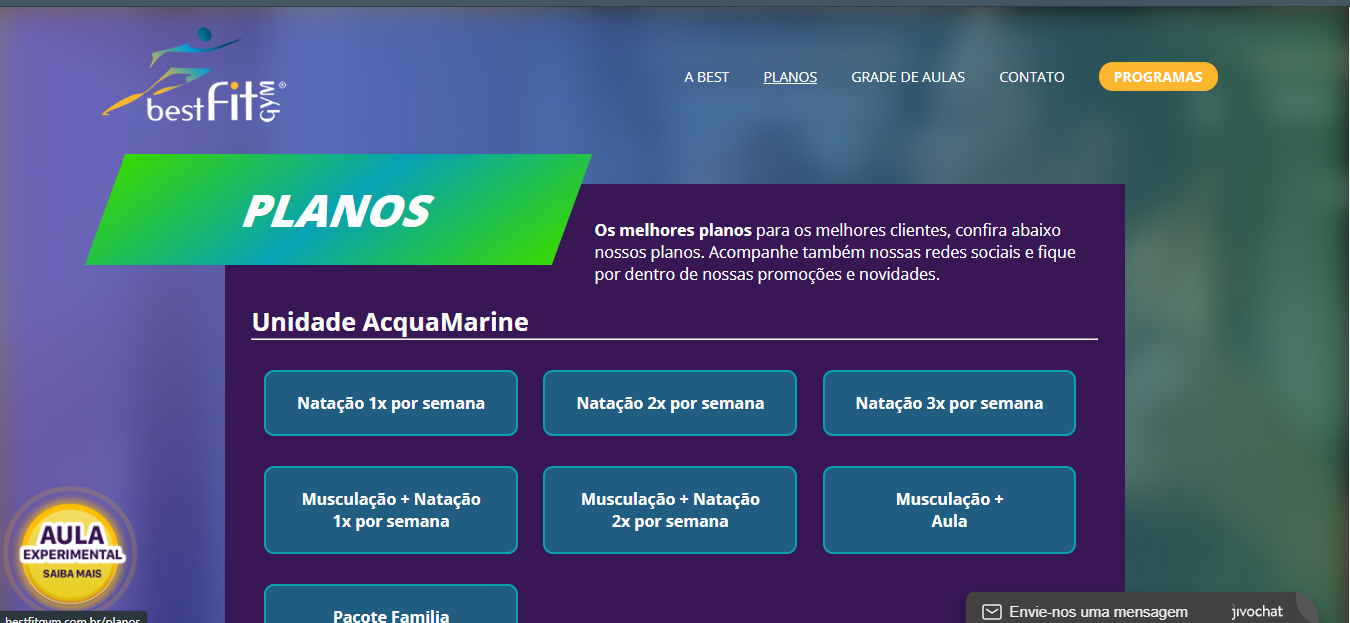 bestFit gym®
A BEST
PLANOS
GRADE DE AULAS
CONTATO
PROGRAMAS
PLANOS
Os melhores planos para os melhores clientes, confira abaixo
nossos planos. Acompanhe também nossas redes sociais e fique
por dentro de nossas promoções e novidades.
Unidade AcquaMarine
Natação 1x por semana
Natação 2x por semana
Natação 3x por semana
Musculação + Natação
1x por semana
Musculação + Natação
2x por semana
Musculação +
Aula
Pacote Familia
AULA
EXPERIMENTAL
SAIBA MAIS
Envie-nos uma mensagem
jivochat
bestfitgym.com.br/planos